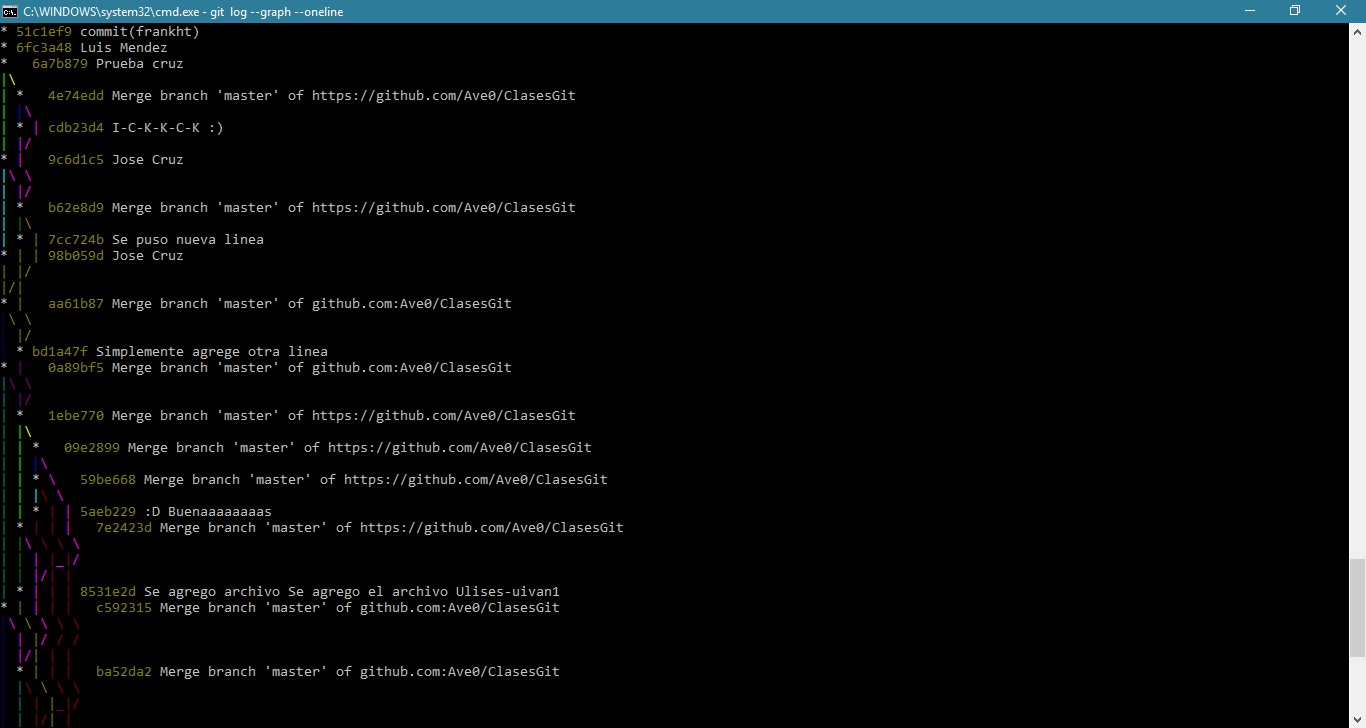 C:\WINDOWS\system32\cmd.exe - git log --graph --oneline
* 51c1ef9 commit(frankht)
* 6fc3a48 Luis Mendez
* 6a7b879 Prueba cruz
* 4e74edd Merge branch 'master' of https://github.com/Ave0/ClasesGit
* cdb23d4 I-C-K-K-C-K :)
* 9c6d1c5 Jose Cruz
* b62e8d9 Merge branch 'master' of https://github.com/Ave0/ClasesGit
* 7cc724b Se puso nueva linea
* 98b059d Jose Cruz
* aa61b87 Merge branch 'master' of github.com:Ave0/ClasesGit
* bd1a47f Simplemente agrege otra linea
* 0a89bf5 Merge branch 'master' of github.com:Ave0/ClasesGit
* 1ebe770 Merge branch 'master' of https://github.com/Ave0/ClasesGit
* 09e2899 Merge branch 'master' of https://github.com/Ave0/ClasesGit
* 59be668 Merge branch 'master' of https://github.com/Ave0/ClasesGit
* 5aeb229 :D Buenaaaaaaaas
* 7e2423d Merge branch 'master' of https://github.com/Ave0/ClasesGit
* 8531e2d Se agrego archivo Se agrego el archivo Ulises-uivan1
* c592315 Merge branch 'master' of github.com:Ave0/ClasesGit
* ba52da2 Merge branch 'master' of github.com:Ave0/ClasesGit